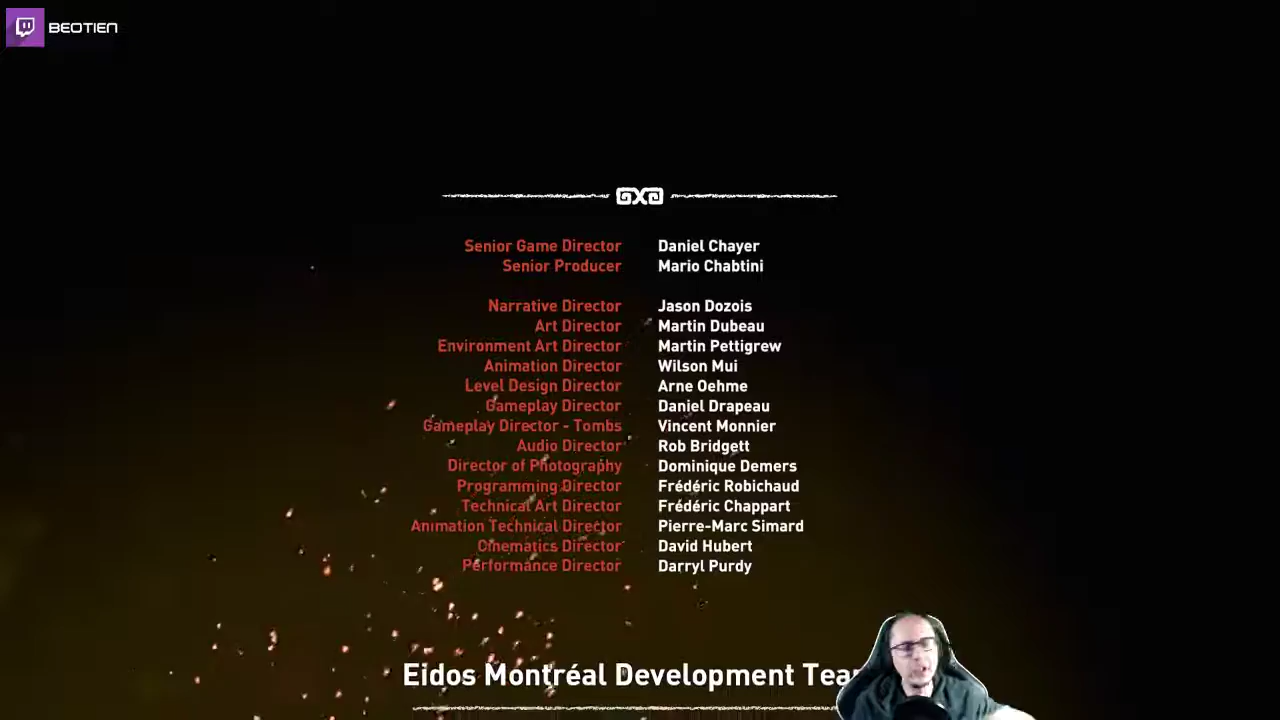 BEOTIEN
Senior Game Director Daniel Chayer
Senior Producer Mario Chabtini
Narrative Director Jason Dozois
Art Director Martin Dubeau
Environment Art Director Martin Pettigrew
Animation Director Wilson Mui
Level Design Director Arne Oehme
Gameplay Director Daniel Drapeau
Gameplay Director - Tombs Vincent Monnier
Audio Director Rob Bridgett
Director of Photography Dominique Demers
Programming Director Frédéric Robichaud
Technical Art Director Frédéric Chappart
Animation Technical Director Pierre-Marc Simard
Cinematics Director David Hubert
Performance Director Darryl Purdy
Eidos Montréal Development